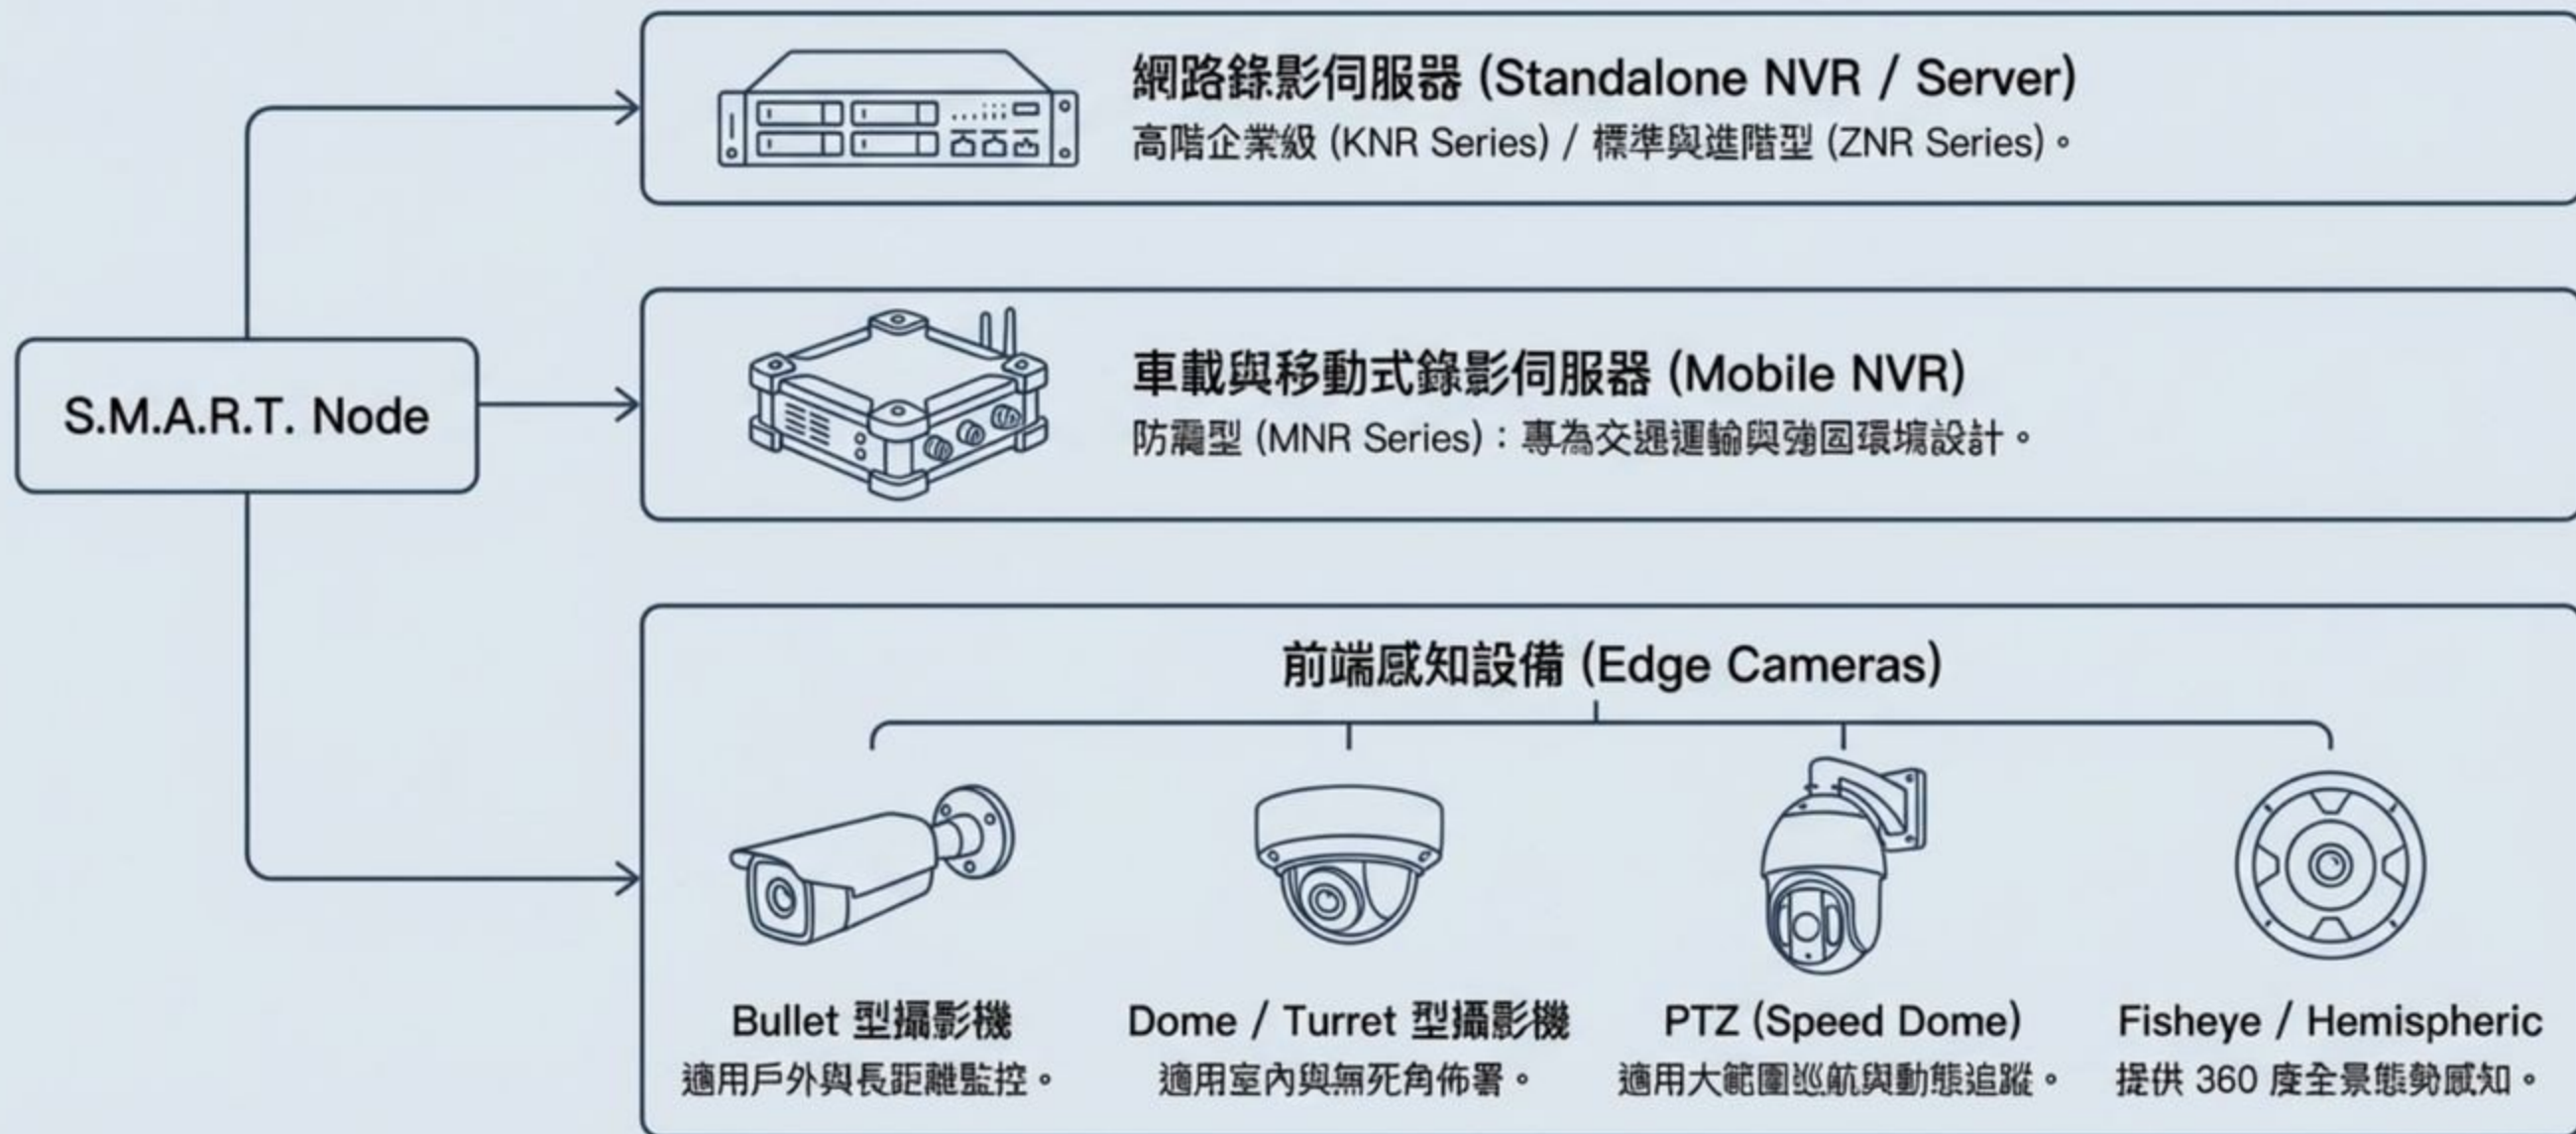 網路錄影伺服器 (Standalone NVR / Server)
高階企業級 (KNR Series) / 標準與進階型 (ZNR Series)。
S.M.A.R.T. Node
車載與移動式錄影伺服器 (Mobile NVR)
防震型 (MNR Series)：專為交通運輸與強固環境設計。
前端感知設備 (Edge Cameras)
Bullet 型攝影機
適用戶外與長距離監控。
Dome / Turret 型攝影機
適用室內與無死角佈署。
PTZ (Speed Dome)
適用大範圍巡航與動態追蹤。
Fisheye / Hemispheric
提供 360 度全景態勢感知。